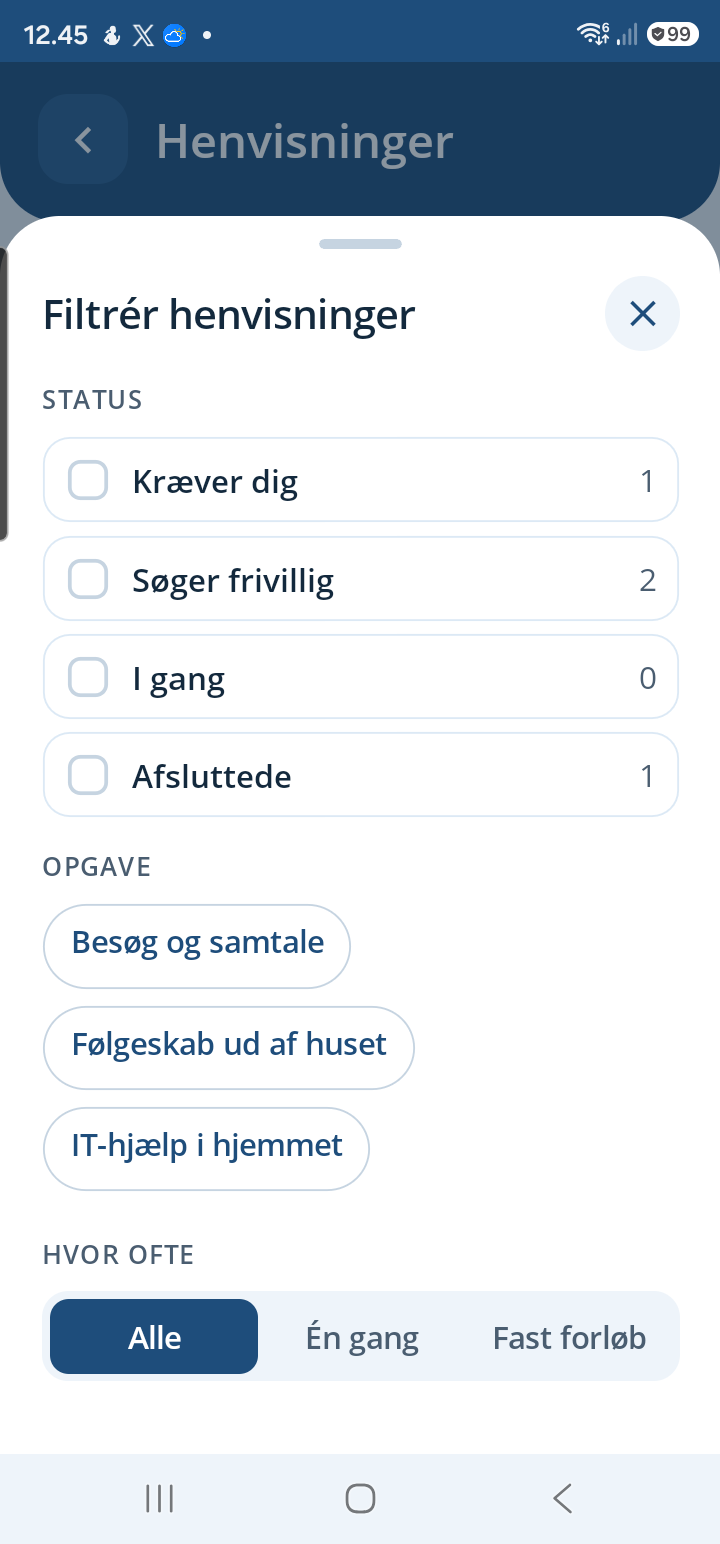 12.45
6
99
Henvisninger
Filtrér henvisninger
STATUS
Kræver dig 1
Søger frivillig 2
I gang 0
Afsluttede 1
OPGAVE
Besøg og samtale
Følgeskab ud af huset
IT-hjælp i hjemmet
HVOR OFTE
Alle Én gang Fast forløb